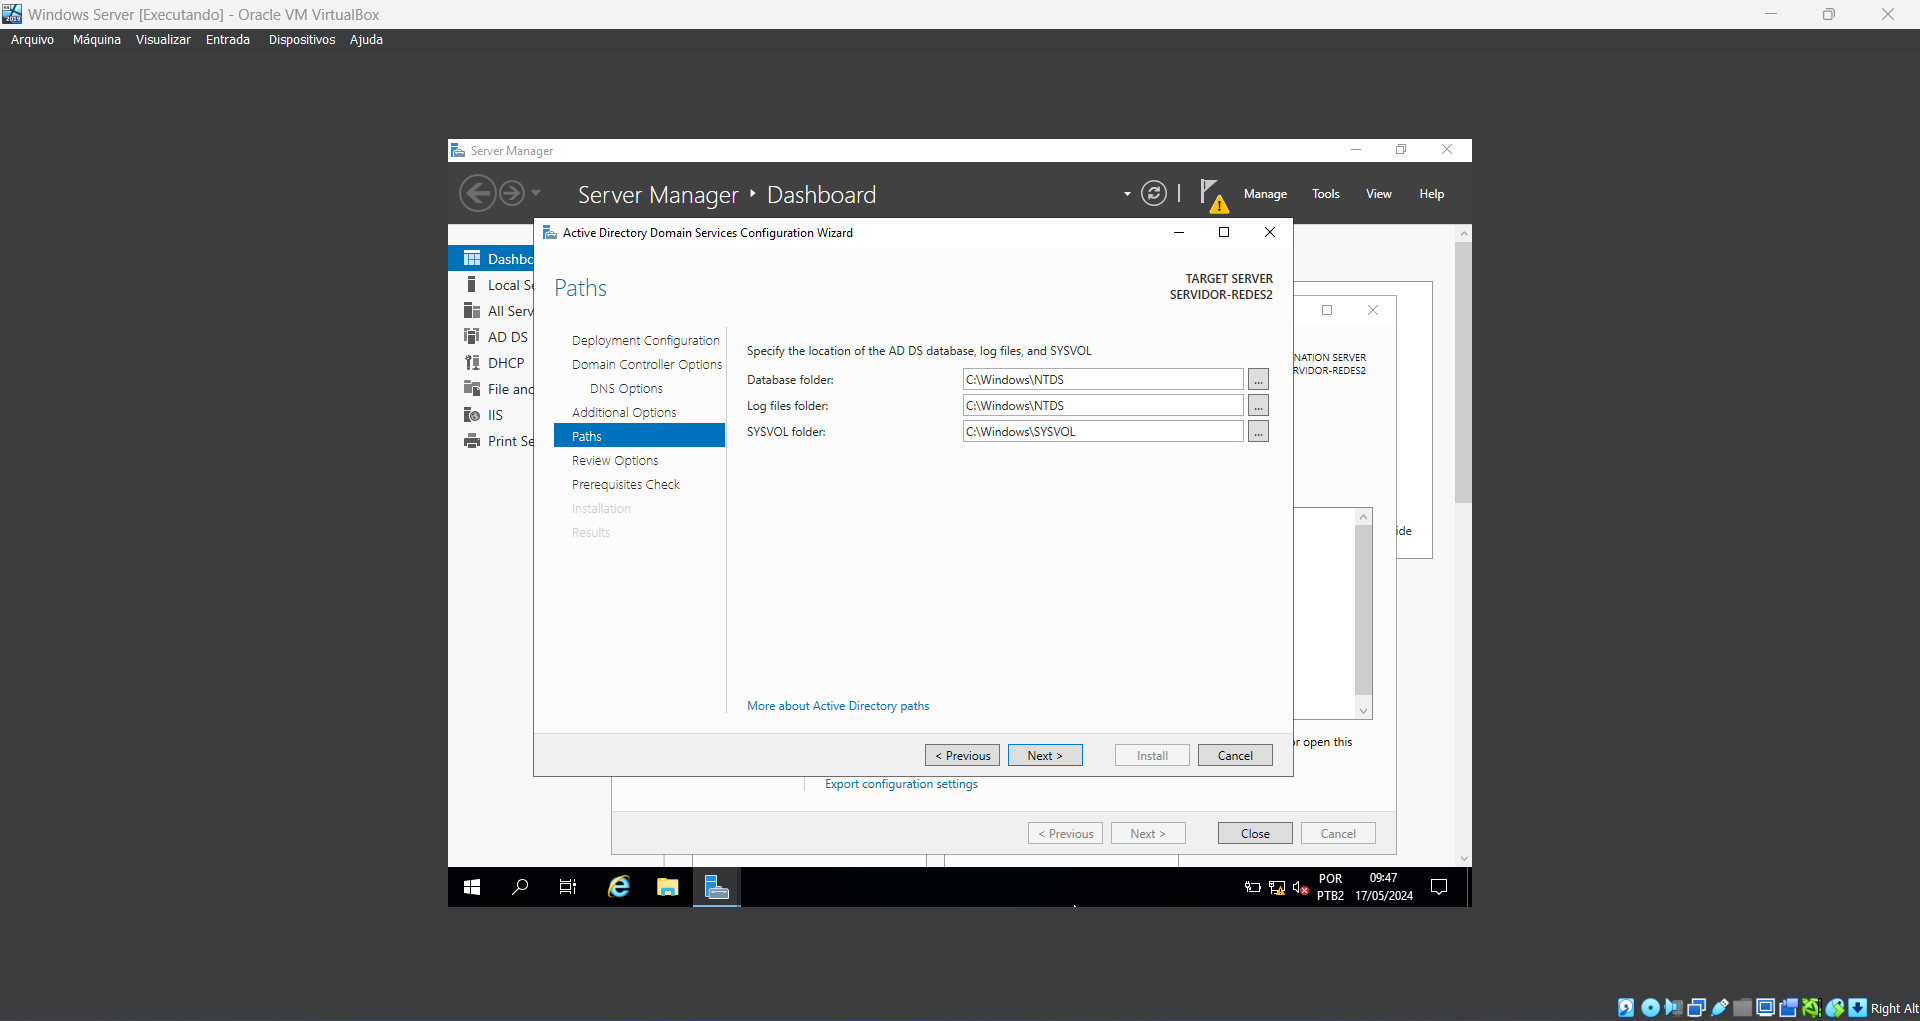 Windows Server [Executando] - Oracle VM VirtualBox
Arquivo Máquina Visualizar Entrada Dispositivos Ajuda
Server Manager
Server Manager Dashboard
Manage Tools View Help
Active Directory Domain Services Configuration Wizard
Paths
TARGET SERVER
SERVIDOR-REDES2
Dashbo
Local Se
All Serv
AD DS
DHCP
File and
IIS
Print Se
Deployment Configuration
Domain Controller Options
DNS Options
Additional Options
Paths
Review Options
Prerequisites Check
Installation
Results
Specify the location of the AD DS database, log files, and SYSVOL
Database folder: C:\Windows\NTDS ...
Log files folder: C:\Windows\NTDS ...
SYSVOL folder: C:\Windows\SYSVOL ...
More about Active Directory paths
< Previous Next > Install Cancel
NATION SERVER
RVIDOR-REDES2
ide
or open this
Export configuration settings
< Previous Next > Close Cancel
POR
PTB2
09:47
17/05/2024
Right Alt